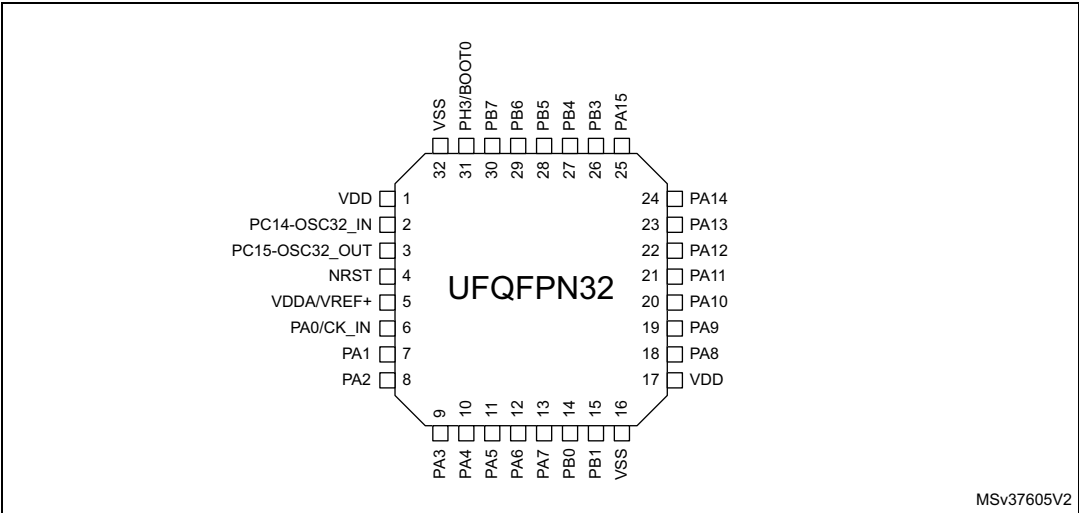 VSS
PH3/BOOT0
PB7
PB6
PB5
PB4
PB3
PA15
32
31
30
29
28
27
26
25
VDD 1
PC14-OSC32_IN 2
PC15-OSC32_OUT 3
NRST 4
VDDA/VREF+ 5
PA0/CK_IN 6
PA1 7
PA2 8
UFQFPN32
24 PA14
23 PA13
22 PA12
21 PA11
20 PA10
19 PA9
18 PA8
17 VDD
9
10
11
12
13
14
15
16
PA3
PA4
PA5
PA6
PA7
PB0
PB1
VSS
MSv37605V2